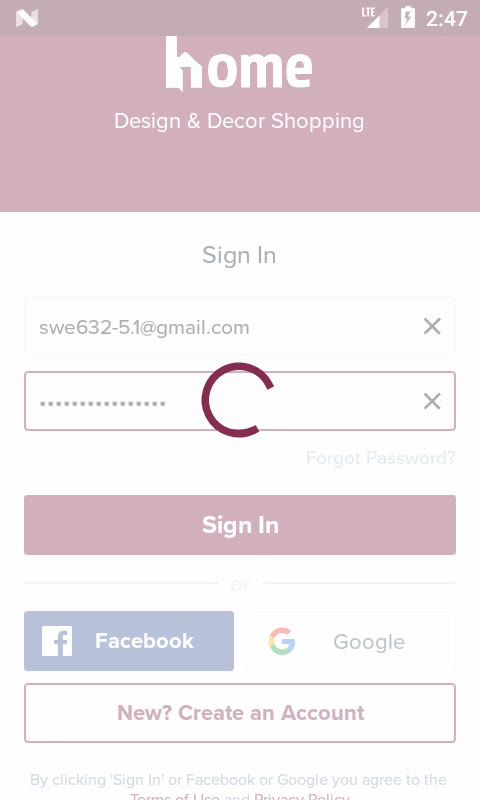 LTE 2:47
home
Design & Decor Shopping
Sign In
swe632-5.1@gmail.com
••••••••••••••••
Forgot Password?
Sign In
or
Facebook
Google
New? Create an Account
By clicking 'Sign In' or Facebook or Google you agree to the
Terms of Use and Privacy Policy